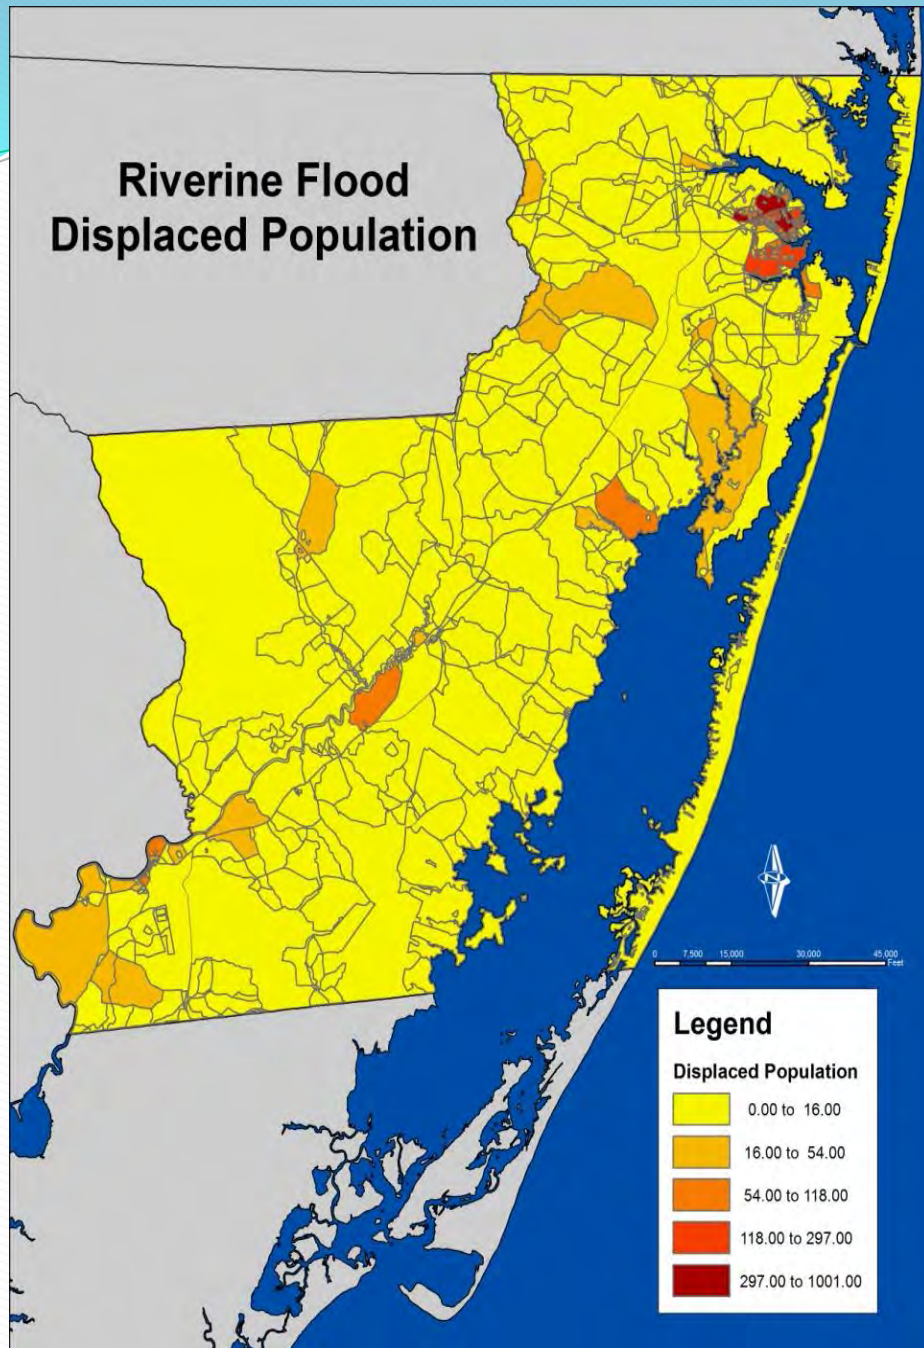 Riverine Flood
Displaced Population
N
0 7,500 15,000 30,000 45,000
Feet
Legend
Displaced Population
0.00 to 16.00
16.00 to 54.00
54.00 to 118.00
118.00 to 297.00
297.00 to 1001.00